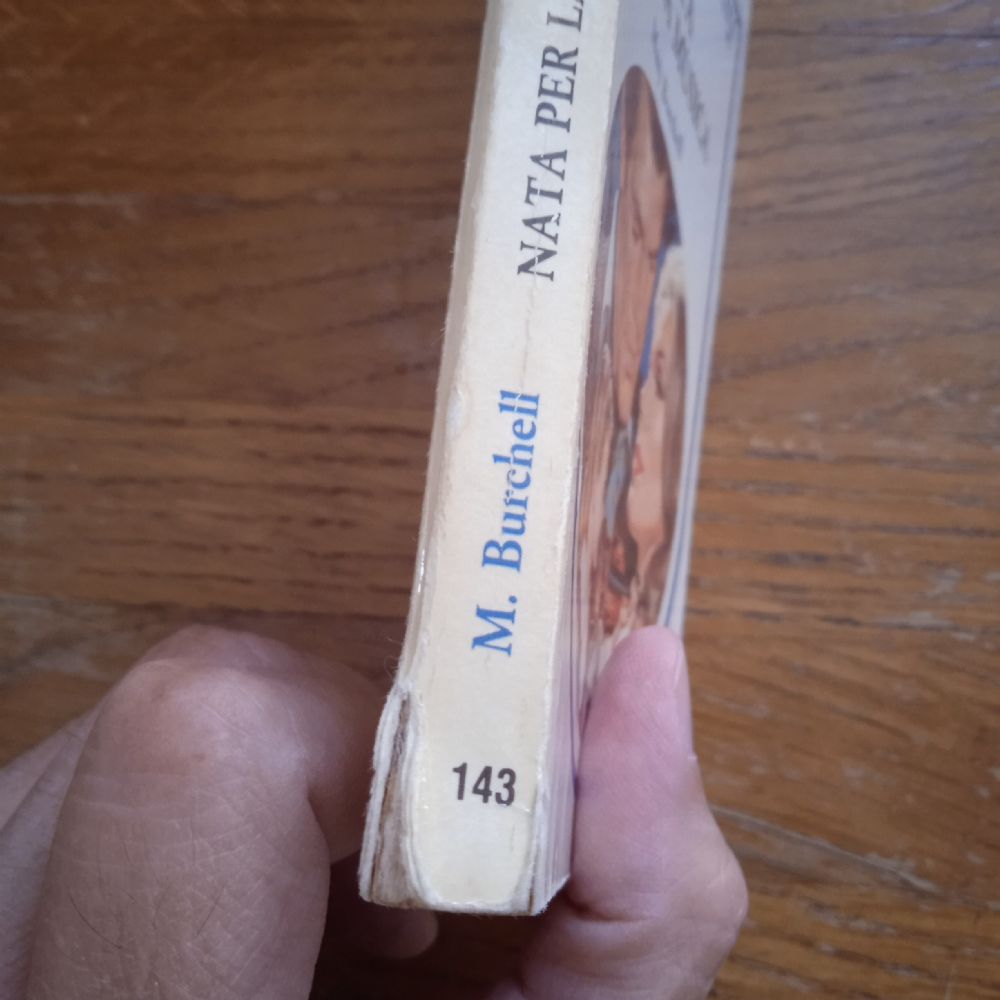 NATA PER
M. Burchell
143